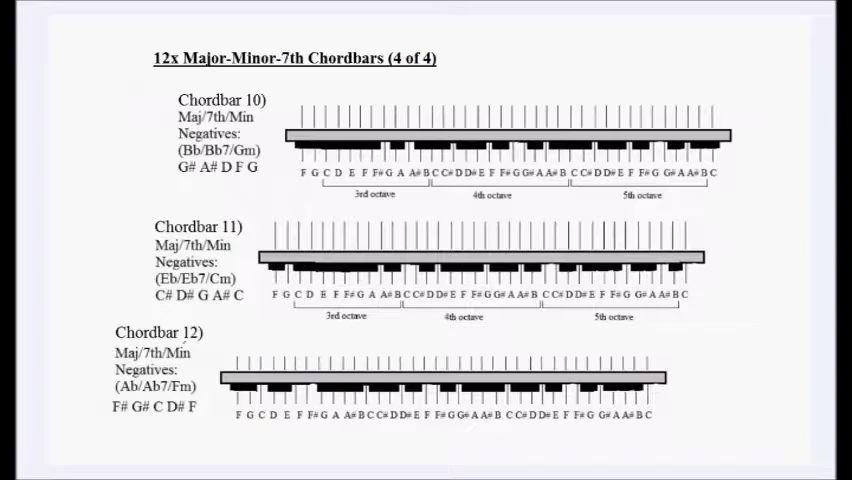 12x Major-Minor-7th Chordbars (4 of 4)
Chordbar 10)
Maj/7th/Min
Negatives:
(Bb/Bb7/Gm)
G# A# D F G
F G C D E F F# G A A# B C C# D D# E F F# G G# A A# B C C# D D# E F F# G G# A A# B C
3rd octave 4th octave 5th octave
Chordbar 11)
Maj/7th/Min
Negatives:
(Eb/Eb7/Cm)
C# D# G A# C
F G C D E F F# G A A# B C C# D D# E F F# G G# A A# B C C# D D# E F F# G G# A A# B C
3rd octave 4th octave 5th octave
Chordbar 12)
Maj/7th/Min
Negatives:
(Ab/Ab7/Fm)
F# G# C D# F
F G C D E F F# G A A# B C C# D D# E F F# G G# A A# B C C# D D# E F F# G G# A A# B C